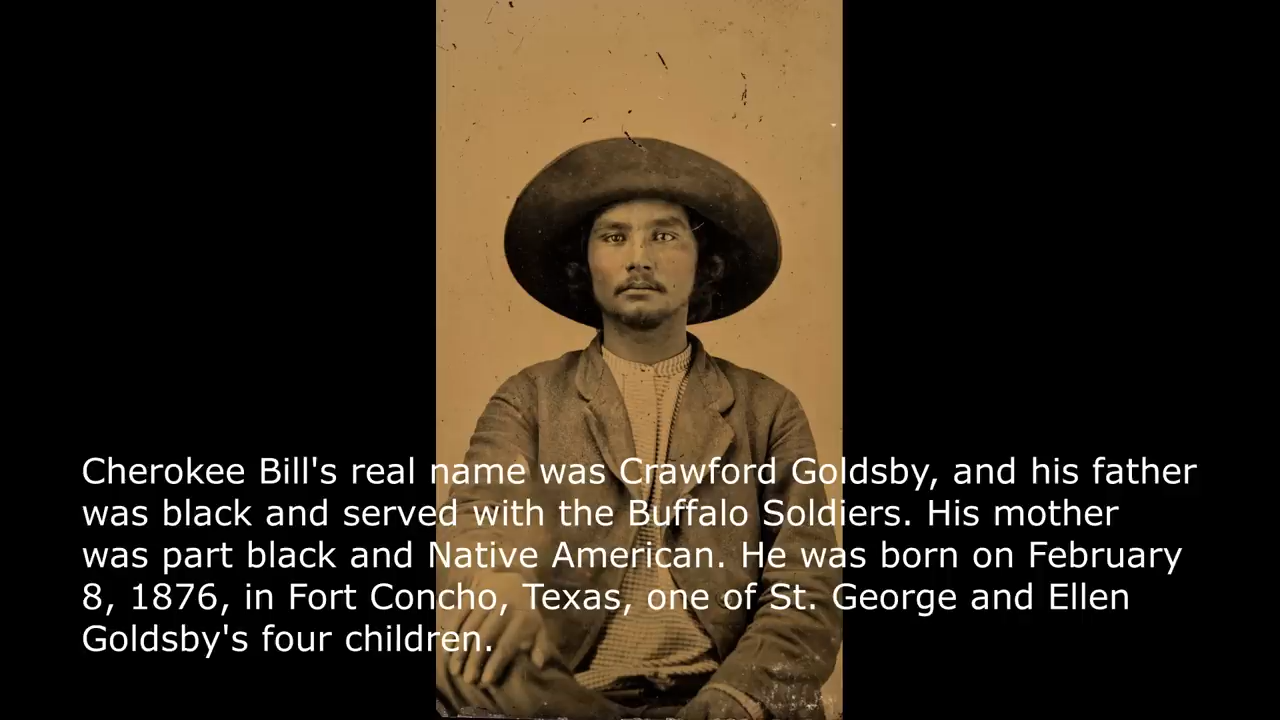 Cherokee Bill's real name was Crawford Goldsby, and his father
was black and served with the Buffalo Soldiers. His mother
was part black and Native American. He was born on February
8, 1876, in Fort Concho, Texas, one of St. George and Ellen
Goldsby's four children.